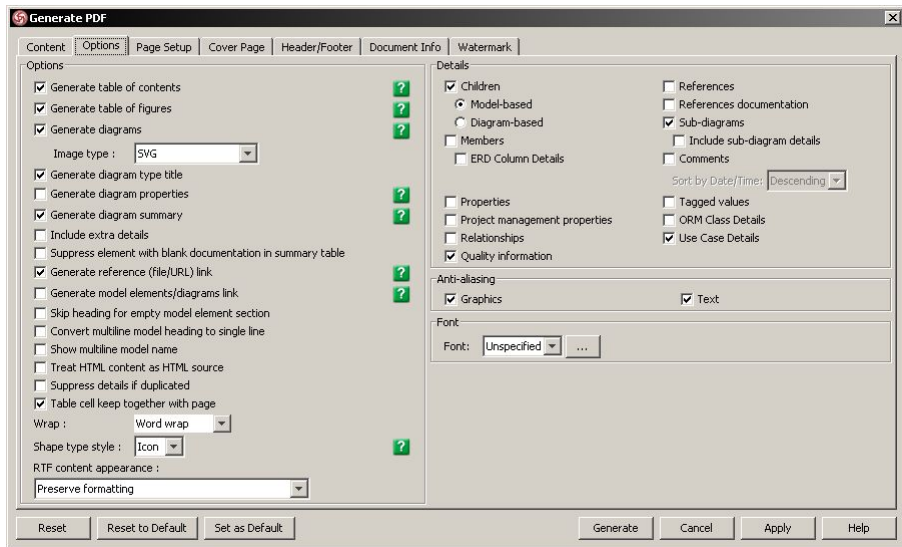 Generate PDF
Content Options Page Setup Cover Page Header/Footer Document Info Watermark
Options
Generate table of contents ?
Generate table of figures ?
Generate diagrams ?
Image type : SVG
Generate diagram type title
Generate diagram properties ?
Generate diagram summary ?
Include extra details
Suppress element with blank documentation in summary table
Generate reference (file/URL) link ?
Generate model elements/diagrams link ?
Skip heading for empty model element section
Convert multiline model heading to single line
Show multiline model name
Treat HTML content as HTML source
Suppress details if duplicated
Table cell keep together with page
Wrap : Word wrap
Shape type style : Icon ?
RTF content appearance :
Preserve formatting
Details
Children References
Model-based References documentation
Diagram-based Sub-diagrams
Members Include sub-diagram details
ERD Column Details Comments
Sort by Date/Time: Descending
Properties Tagged values
Project management properties ORM Class Details
Relationships Use Case Details
Quality information
Anti-aliasing
Graphics Text
Font
Font: Unspecified ...
Reset Reset to Default Set as Default Generate Cancel Apply Help